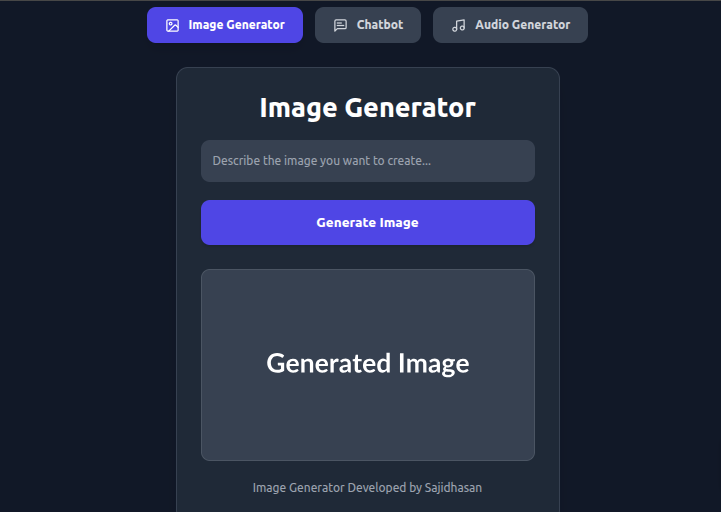 Image Generator
Chatbot
Audio Generator
Image Generator
Describe the image you want to create...
Generate Image
Generated Image
Image Generator Developed by Sajidhasan